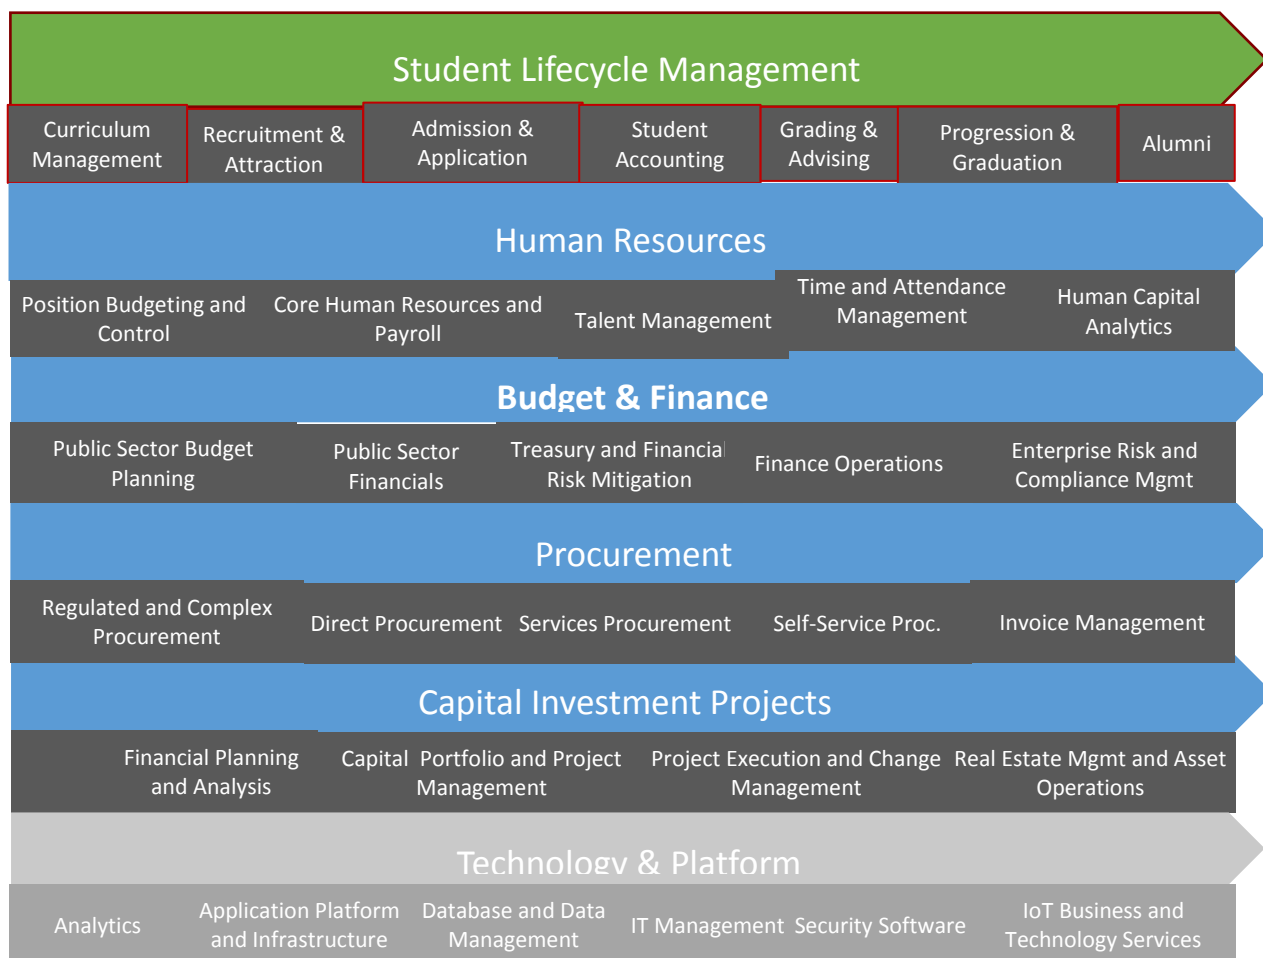 Student Lifecycle Management
Curriculum
Management
Recruitment &
Attraction
Admission &
Application
Student
Accounting
Grading &
Advising
Progression &
Graduation
Alumni
Human Resources
Position Budgeting and
Control
Core Human Resources and
Payroll
Talent Management
Time and Attendance
Management
Human Capital
Analytics
Budget & Finance
Public Sector Budget
Planning
Public Sector
Financials
Treasury and Financial
Risk Mitigation
Finance Operations
Enterprise Risk and
Compliance Mgmt
Procurement
Regulated and Complex
Procurement
Direct Procurement
Services Procurement
Self-Service Proc.
Invoice Management
Capital Investment Projects
Financial Planning
and Analysis
Capital Portfolio and Project
Management
Project Execution and Change
Management
Real Estate Mgmt and Asset
Operations
Technology & Platform
Analytics
Application Platform
and Infrastructure
Database and Data
Management
IT Management
Security Software
IoT Business and
Technology Services